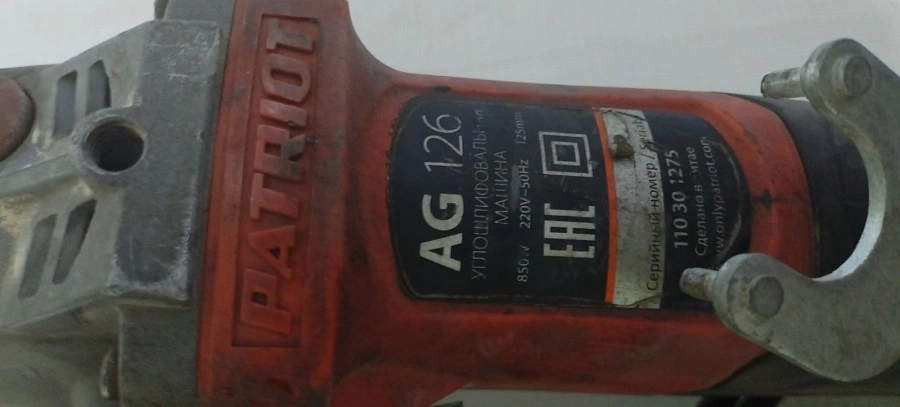 PATRIOT
AG 126
УГЛОШЛИФОВАЛЬНАЯ
МАШИНА
850W 220V~50Hz 125mm
EAC
Серийный номер / Serial
110 30 1275
Сделано в Китае
www.onlypatriot.com